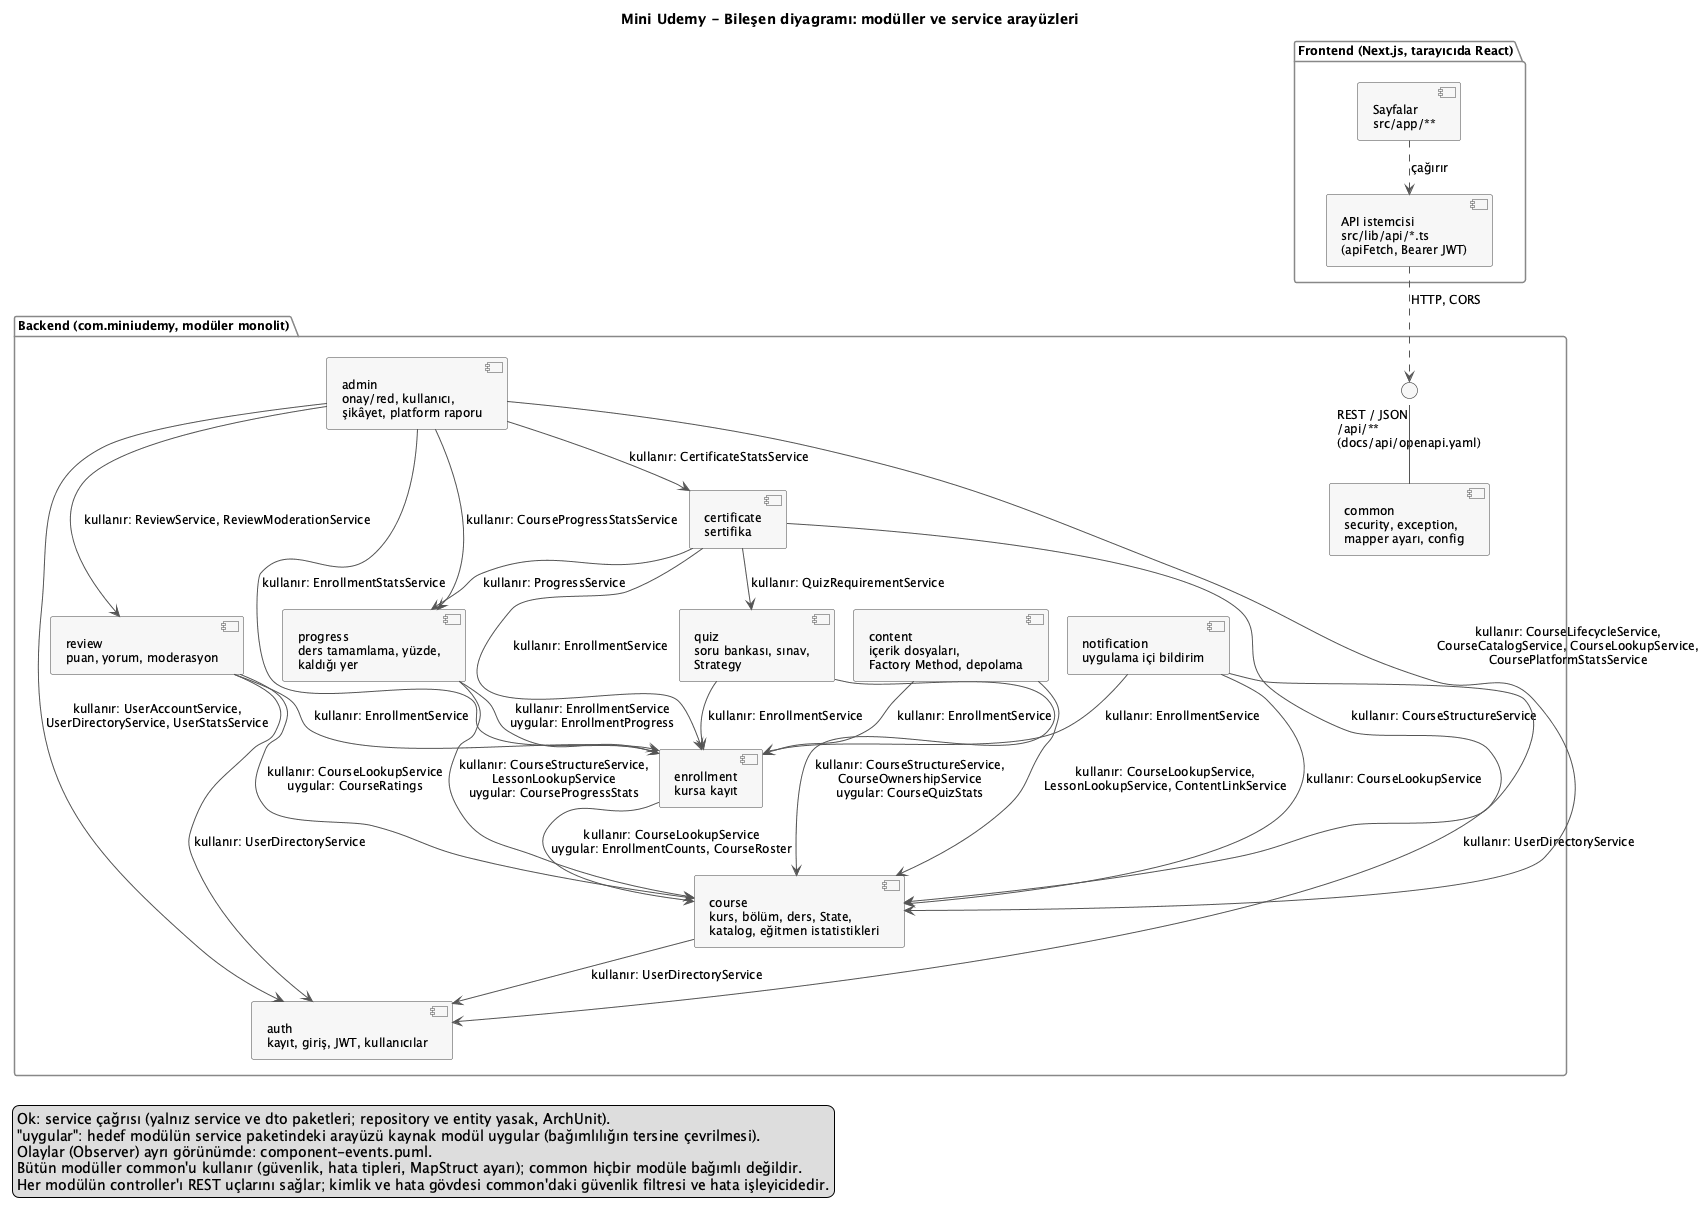 Mini Udemy - Bileşen diyagramı: modüller ve service arayüzleri
Frontend (Next.js, tarayıcıda React)
Sayfalar
src/app/**
çağırır
API istemcisi
src/lib/api/*.ts
(apiFetch, Bearer JWT)
HTTP, CORS
Backend (com.miniudemy, modüler monolit)
admin
onay/red, kullanıcı,
şikâyet, platform raporu
REST / JSON
/api/**
(docs/api/openapi.yaml)
kullanır: CertificateStatsService
certificate
sertifika
common
security, exception,
mapper ayarı, config
kullanır: ReviewService, ReviewModerationService
kullanır: CourseProgressStatsService
kullanır: EnrollmentStatsService
kullanır: ProgressService
kullanır: QuizRequirementService
review
puan, yorum, moderasyon
progress
ders tamamlama, yüzde,
kaldığı yer
kullanır: EnrollmentService
quiz
soru bankası, sınav,
Strategy
content
içerik dosyaları,
Factory Method, depolama
notification
uygulama içi bildirim
kullanır: CourseLifecycleService,
CourseCatalogService, CourseLookupService,
CoursePlatformStatsService
kullanır: UserAccountService,
UserDirectoryService, UserStatsService
kullanır: EnrollmentService
kullanır: EnrollmentService
uygular: EnrollmentProgress
kullanır: EnrollmentService
kullanır: EnrollmentService
kullanır: EnrollmentService
kullanır: CourseStructureService
enrollment
kursa kayıt
kullanır: CourseLookupService
uygular: CourseRatings
kullanır: CourseStructureService,
LessonLookupService
uygular: CourseProgressStats
kullanır: CourseStructureService,
CourseOwnershipService
uygular: CourseQuizStats
kullanır: CourseLookupService,
LessonLookupService, ContentLinkService
kullanır: CourseLookupService
kullanır: UserDirectoryService
kullanır: CourseLookupService
uygular: EnrollmentCounts, CourseRoster
kullanır: UserDirectoryService
course
kurs, bölüm, ders, State,
katalog, eğitmen istatistikleri
kullanır: UserDirectoryService
auth
kayıt, giriş, JWT, kullanıcılar
Ok: service çağrısı (yalnız service ve dto paketleri; repository ve entity yasak, ArchUnit).
"uygular": hedef modülün service paketindeki arayüzü kaynak modül uygular (bağımlılığın tersine çevrilmesi).
Olaylar (Observer) ayrı görünümde: component-events.puml.
Bütün modüller common'u kullanır (güvenlik, hata tipleri, MapStruct ayarı); common hiçbir modüle bağımlı değildir.
Her modülün controller'ı REST uçlarını sağlar; kimlik ve hata gövdesi common'daki güvenlik filtresi ve hata işleyicidedir.